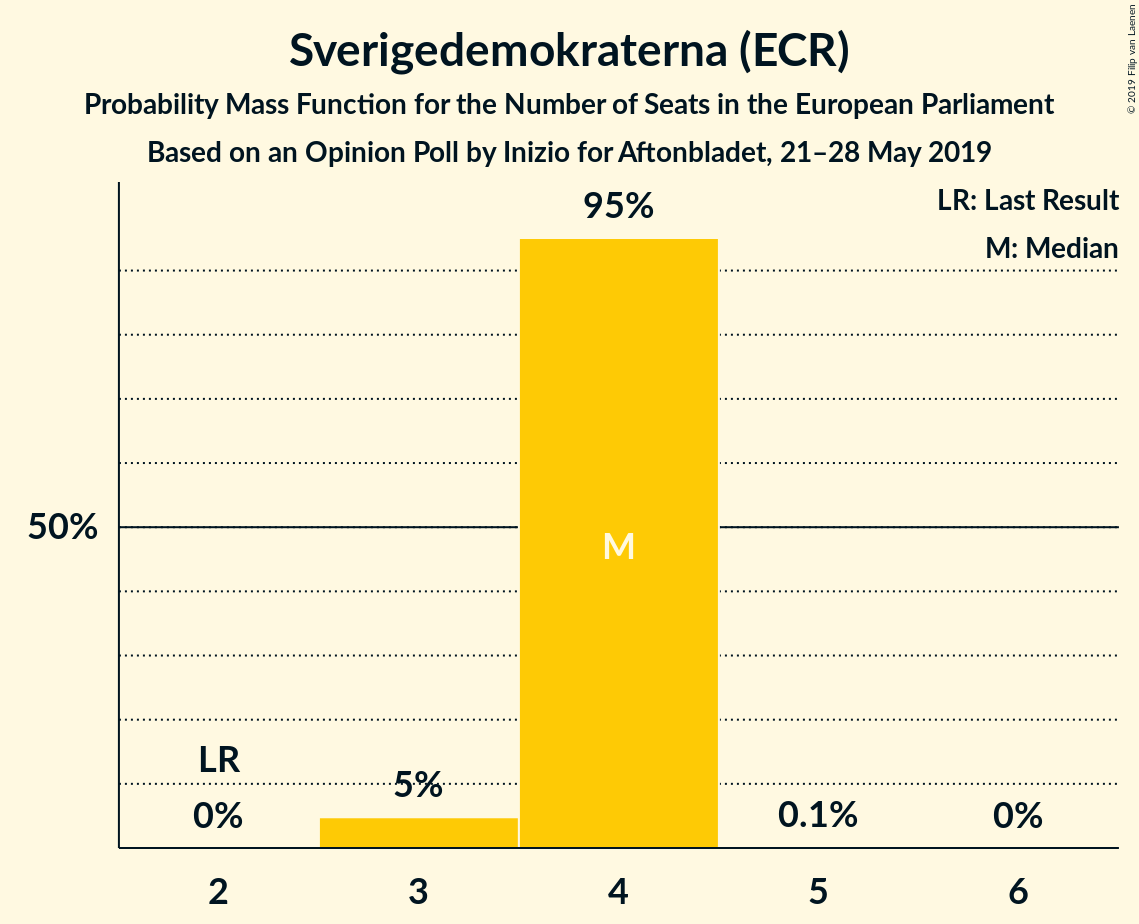 Sverigedemokraterna (ECR)
Probability Mass Function for the Number of Seats in the European Parliament
Based on an Opinion Poll by Inizio for Aftonbladet, 21–28 May 2019
© 2019 Filip van Laenen
LR: Last Result
M: Median
95%
50%
M
LR
0%
5%
0.1%
0%
2 3 4 5 6